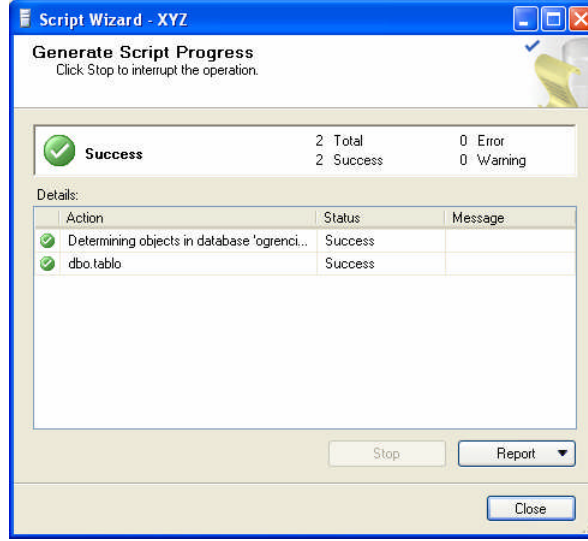 Script Wizard - XYZ
Generate Script Progress
Click Stop to interrupt the operation.
Success
2 Total
0 Error
2 Success
0 Warning
Details:
Action Status Message
Determining objects in database 'ogrenci... Success
dbo.tablo Success
Stop Report
Close